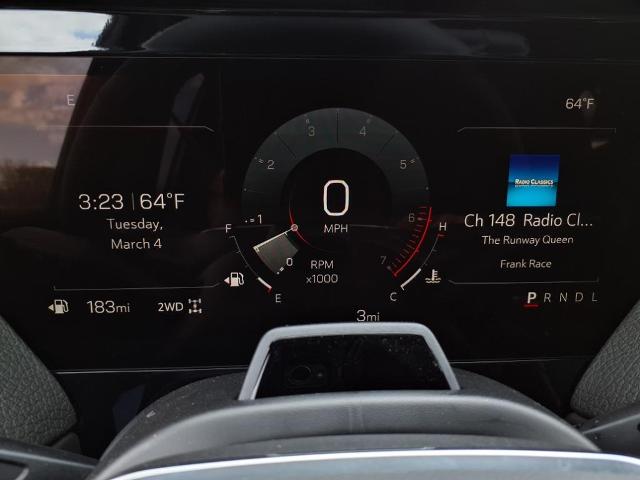 E
64°F
3:23 64°F
Tuesday,
March 4
183mi
2WD
1
2
3
4
5
6
7
0
0
MPH
RPM
x1000
F
E
H
C
3mi
RADIO CLASSICS
Ch 148 Radio Cl...
The Runway Queen
Frank Race
P R N D L